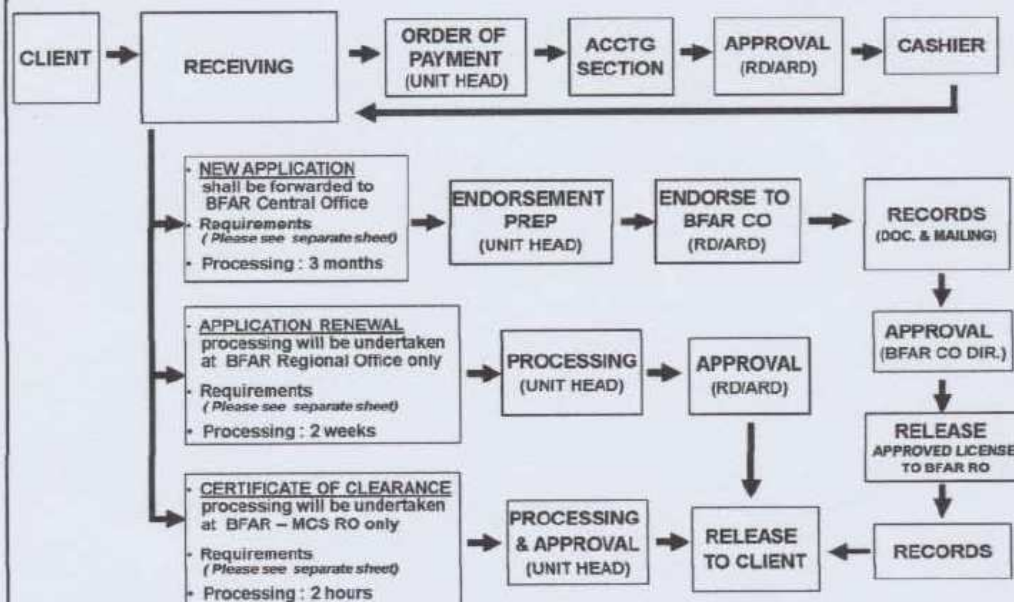 CLIENT
RECEIVING
ORDER OF
PAYMENT
(UNIT HEAD)
ACCTG
SECTION
APPROVAL
(RD/ARD)
CASHIER
• NEW APPLICATION
shall be forwarded to
BFAR Central Office
• Requirements
(Please see separate sheet)
• Processing : 3 months
ENDORSEMENT
PREP
(UNIT HEAD)
ENDORSE TO
BFAR CO
(RD/ARD)
RECORDS
(DOC. & MAILING)
APPROVAL
(BFAR CO DIR.)
RELEASE
APPROVED LICENSE
TO BFAR RO
RECORDS
• APPLICATION RENEWAL
processing will be undertaken
at BFAR Regional Office only
• Requirements
(Please see separate sheet)
• Processing : 2 weeks
PROCESSING
(UNIT HEAD)
APPROVAL
(RD/ARD)
• CERTIFICATE OF CLEARANCE
processing will be undertaken
at BFAR – MCS RO only
• Requirements
(Please see separate sheet)
• Processing : 2 hours
PROCESSING
& APPROVAL
(UNIT HEAD)
RELEASE
TO CLIENT